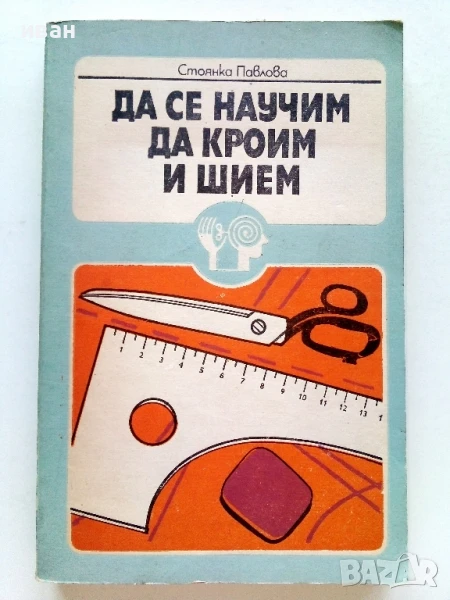 иван
Стоянка Павлова
ДА СЕ НАУЧИМ
ДА КРОИМ
И ШИЕМ
1 2 3 4 5 6 7 8 9 10 11 12 13 1
BAZAR